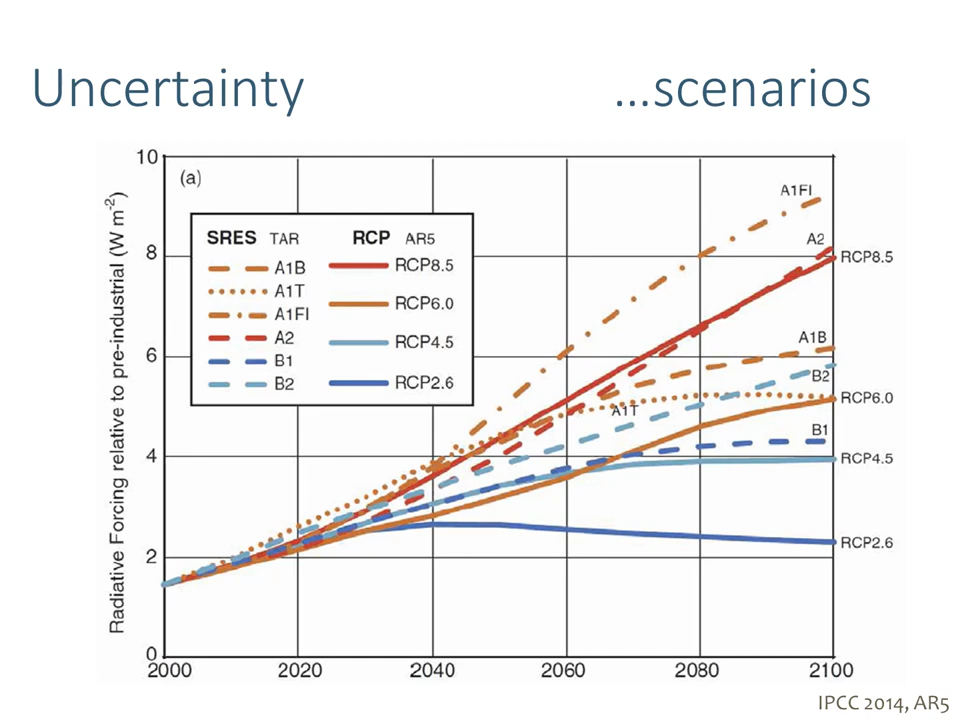 Uncertainty …scenarios
Radiative Forcing relative to pre-industrial (W m-2)
10
8
6
4
2
0
(a)
SRES TAR RCP AR5
A1B
A1T
A1FI
A2
B1
B2
RCP8.5
RCP6.0
RCP4.5
RCP2.6
A1FI
A2
RCP8.5
A1B
B2
RCP6.0
A1T
B1
RCP4.5
RCP2.6
2000 2020 2040 2060 2080 2100
IPCC 2014, AR5